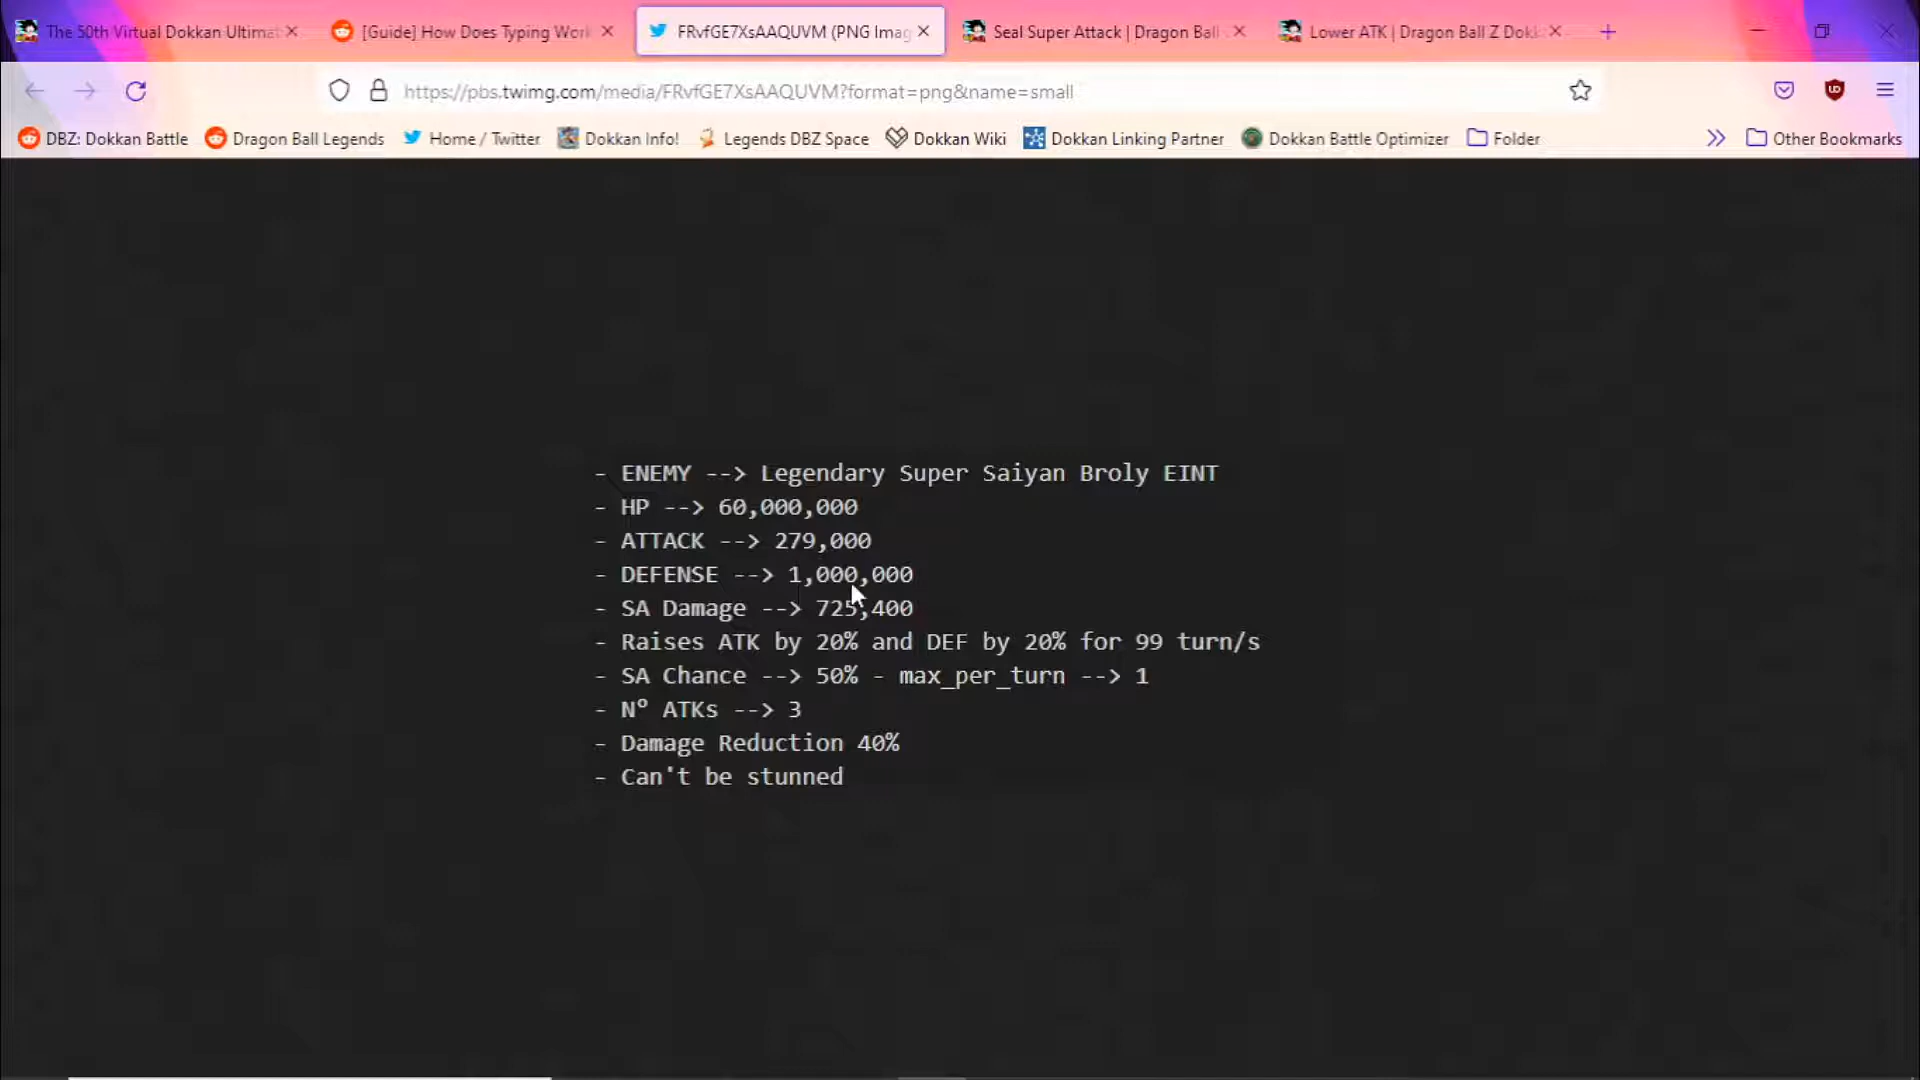 The 50th Virtual Dokkan Ultimat
[Guide] How Does Typing Work
FRvfGE7XsAAQUVM (PNG Imag
Seal Super Attack | Dragon Ball
Lower ATK | Dragon Ball Z Dokk
https://pbs.twimg.com/media/FRvfGE7XsAAQUVM?format=png&name=small
DBZ: Dokkan Battle
Dragon Ball Legends
Home / Twitter
Dokkan Info!
Legends DBZ Space
Dokkan Wiki
Dokkan Linking Partner
Dokkan Battle Optimizer
Folder
Other Bookmarks
- ENEMY --> Legendary Super Saiyan Broly EINT
- HP --> 60,000,000
- ATTACK --> 279,000
- DEFENSE --> 1,000,000
- SA Damage --> 725,400
- Raises ATK by 20% and DEF by 20% for 99 turn/s
- SA Chance --> 50% - max_per_turn --> 1
- Nº ATKs --> 3
- Damage Reduction 40%
- Can't be stunned